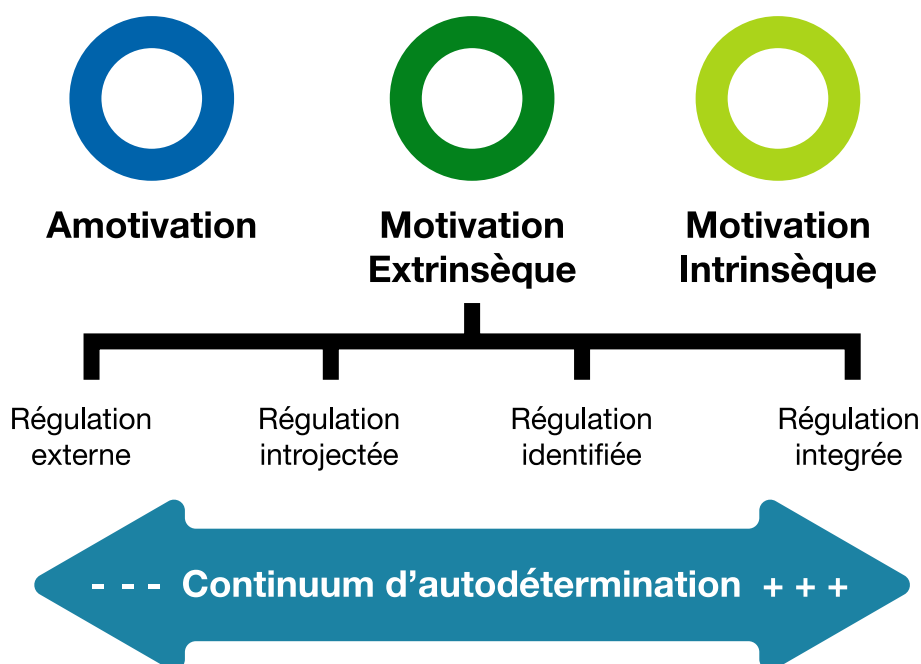 Amotivation
Motivation
Extrinsèque
Motivation
Intrinsèque
Régulation
externe
Régulation
introjectée
Régulation
identifiée
Régulation
integrée
- - - Continuum d'autodétermination + + +